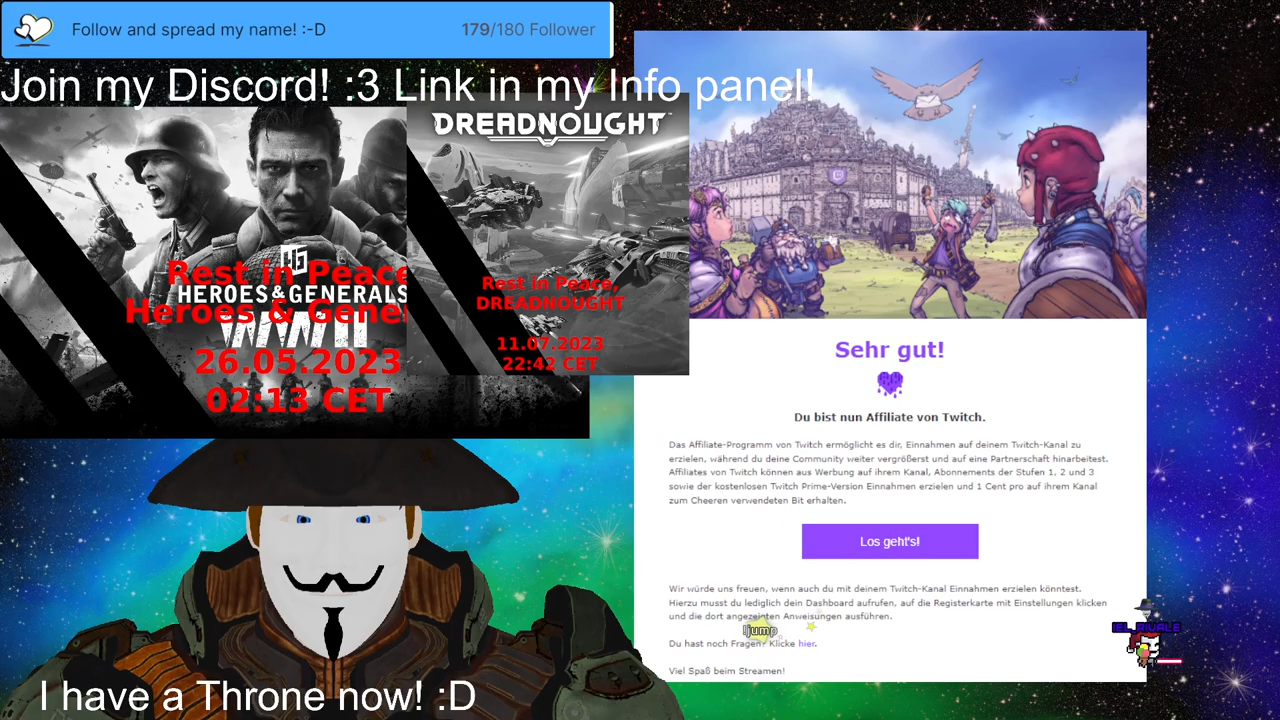 Follow and spread my name! :-D
179/180 Follower
Join my Discord! :3 Link in my Info panel!
HEROES & GENERALS
WWII
Rest in Peace
Heroes & Gene
26.05.2023
02:13 CET
DREADNOUGHT
Rest in Peace,
DREADNOUGHT
11.07.2023
22:42 CET
Sehr gut!
Du bist nun Affiliate von Twitch.
Das Affiliate-Programm von Twitch ermöglicht es dir, Einnahmen auf deinem Twitch-Kanal zu
erzielen, während du deine Community weiter vergrößerst und auf eine Partnerschaft hinarbeitest.
Affiliates von Twitch können aus Werbung auf ihrem Kanal, Abonnements der Stufen 1, 2 und 3
sowie der kostenlosen Twitch Prime-Version Einnahmen erzielen und 1 Cent pro auf ihrem Kanal
zum Cheeren verwendeten Bit erhalten.
Los geht's!
Wir würde uns freuen, wenn auch du mit deinem Twitch-Kanal Einnahmen erzielen könntest.
Hierzu musst du lediglich dein Dashboard aufrufen, auf die Registerkarte mit Einstellungen klicken
und die dort angezeigten Anweisungen ausführen.
!jump
Du hast noch Fragen? Klicke hier.
Viel Spaß beim Streamen!
I have a Throne now! :D